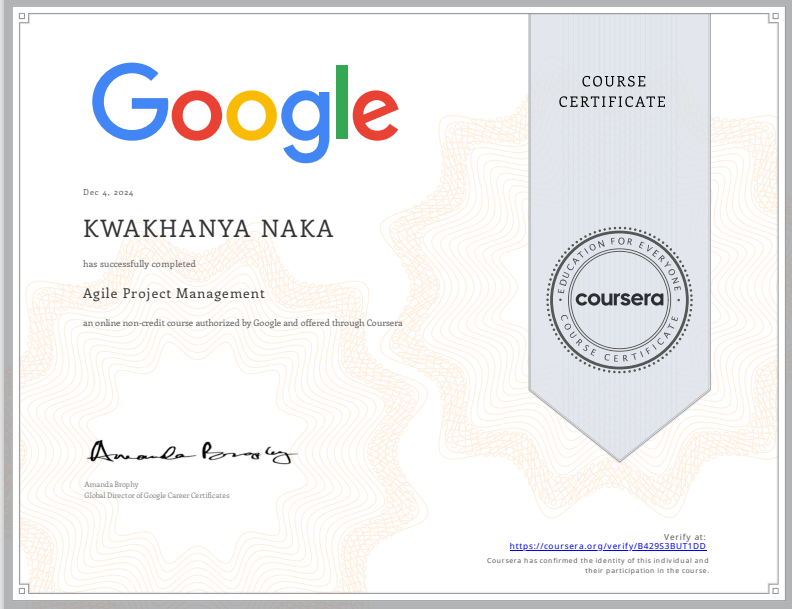 Google
COURSE
CERTIFICATE
Dec 4, 2024
KWAKHANYA NAKA
has successfully completed
Agile Project Management
an online non-credit course authorized by Google and offered through Coursera
EDUCATION FOR EVERYONE
coursera
COURSE CERTIFICATE
Amanda Brophy
Amanda Brophy
Global Director of Google Career Certificates
Verify at:
https://coursera.org/verify/B429S3BUT1DD
Coursera has confirmed the identity of this individual and
their participation in the course.